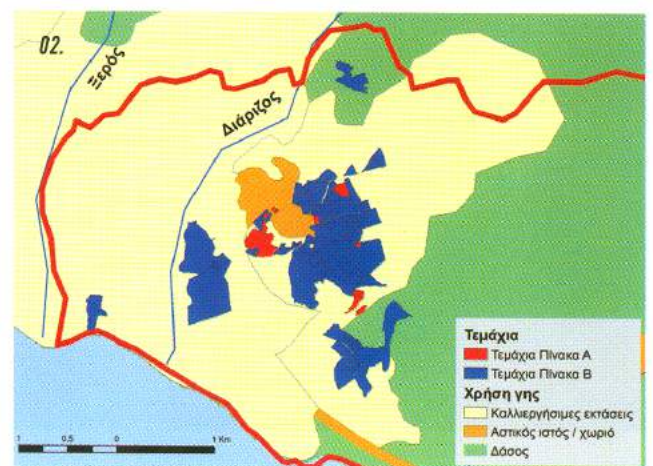 02.
Ξερός
Διάριζος
Τεμάχια
Τεμάχια Πίνακα Α
Τεμάχια Πίνακα Β
Χρήση γης
Καλλιεργήσιμες εκτάσεις
Αστικός ιστός / χωριό
Δάσος
1 0,5 0 1 Km